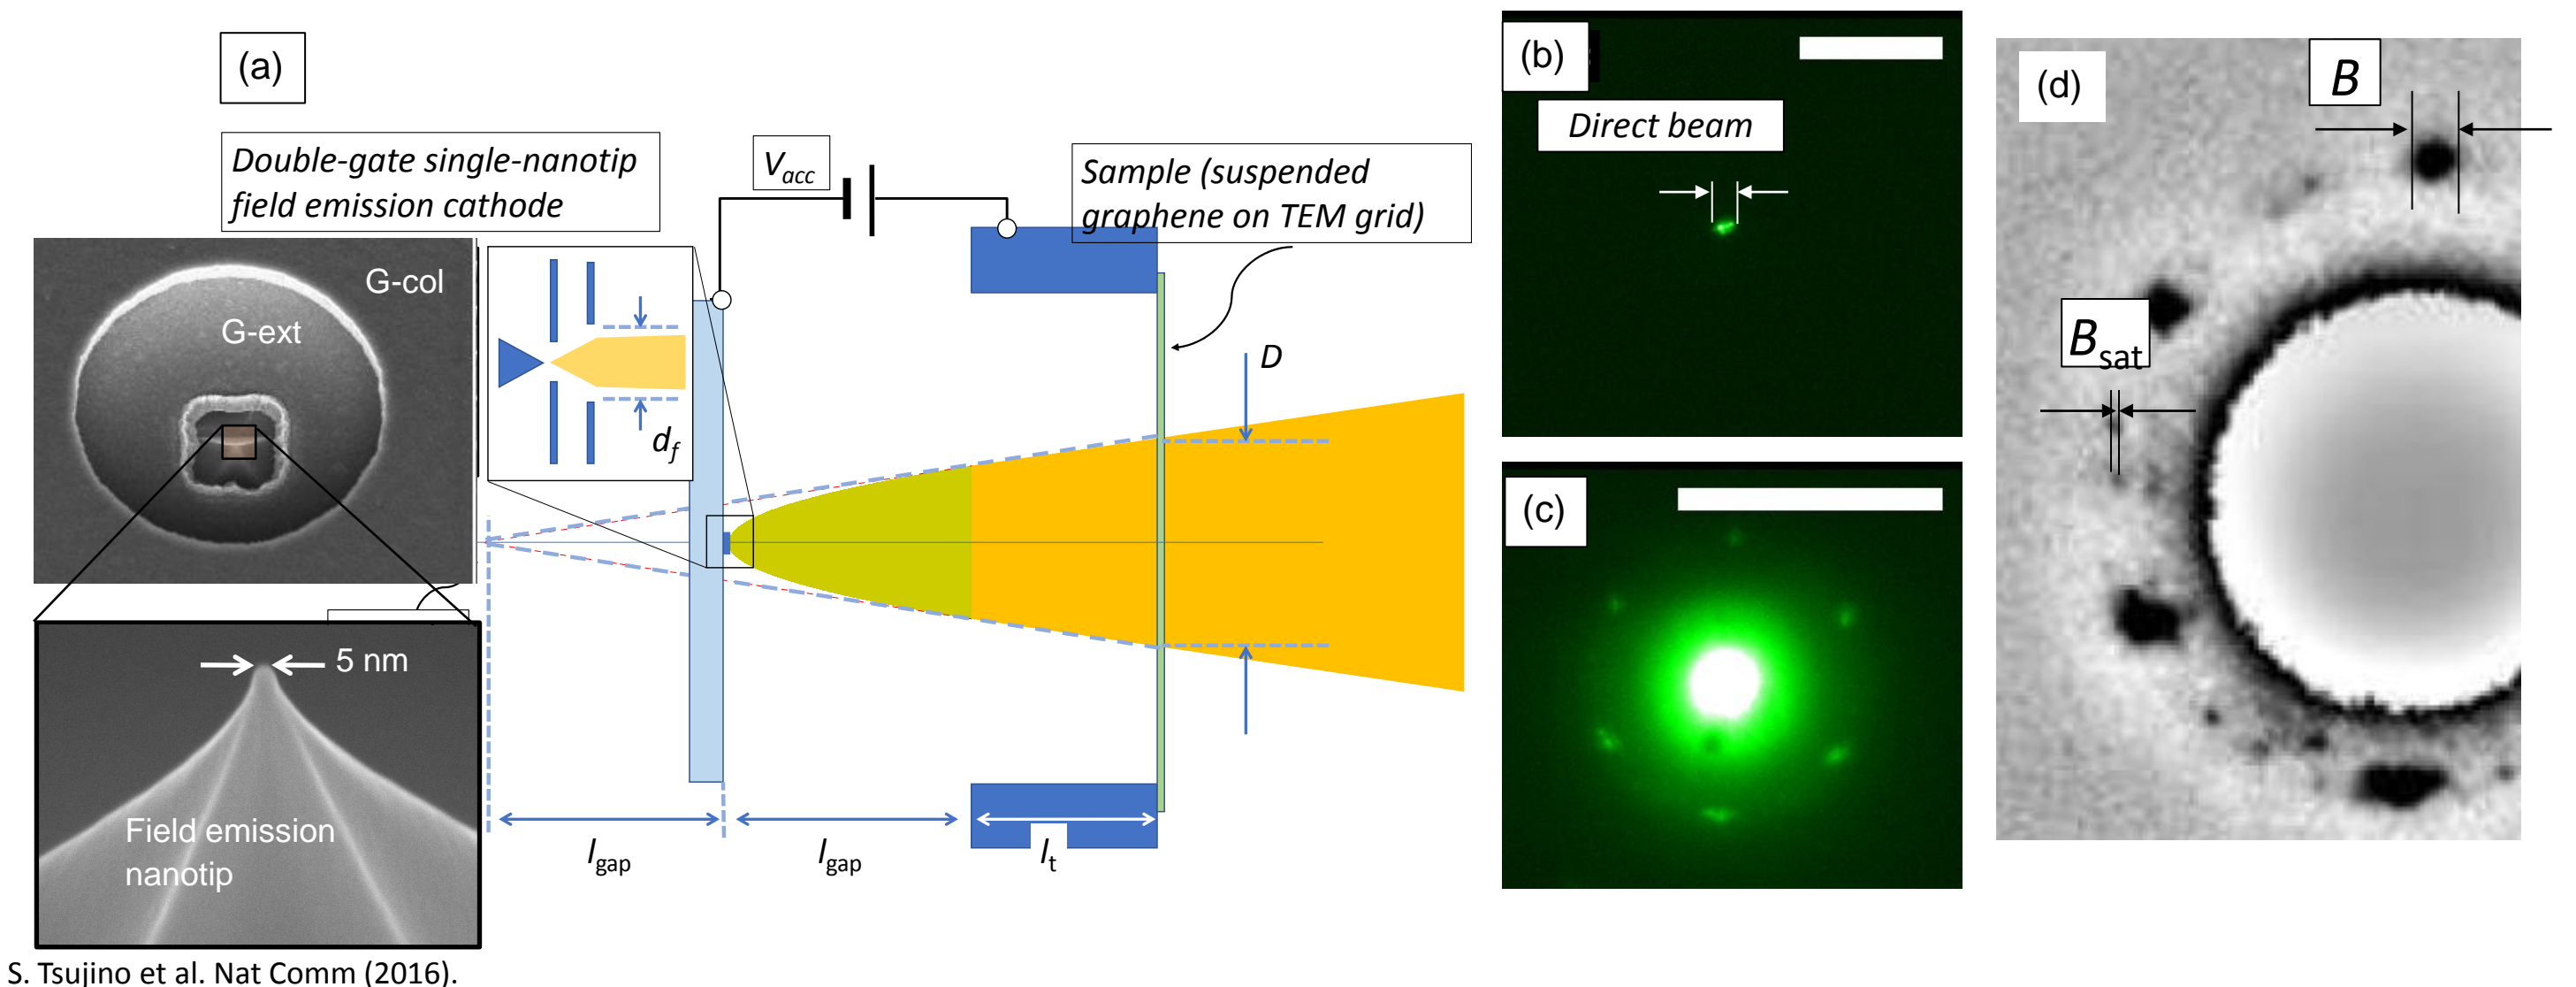 (a)
Double-gate single-nanotip
field emission cathode
V_acc
Sample (suspended
graphene on TEM grid)
G-col
G-ext
d_f
D
5 nm
Field emission
nanotip
l_gap
l_gap
l_t
S. Tsujino et al. Nat Comm (2016).
(b)
Direct beam
(c)
(d)
B
B_sat